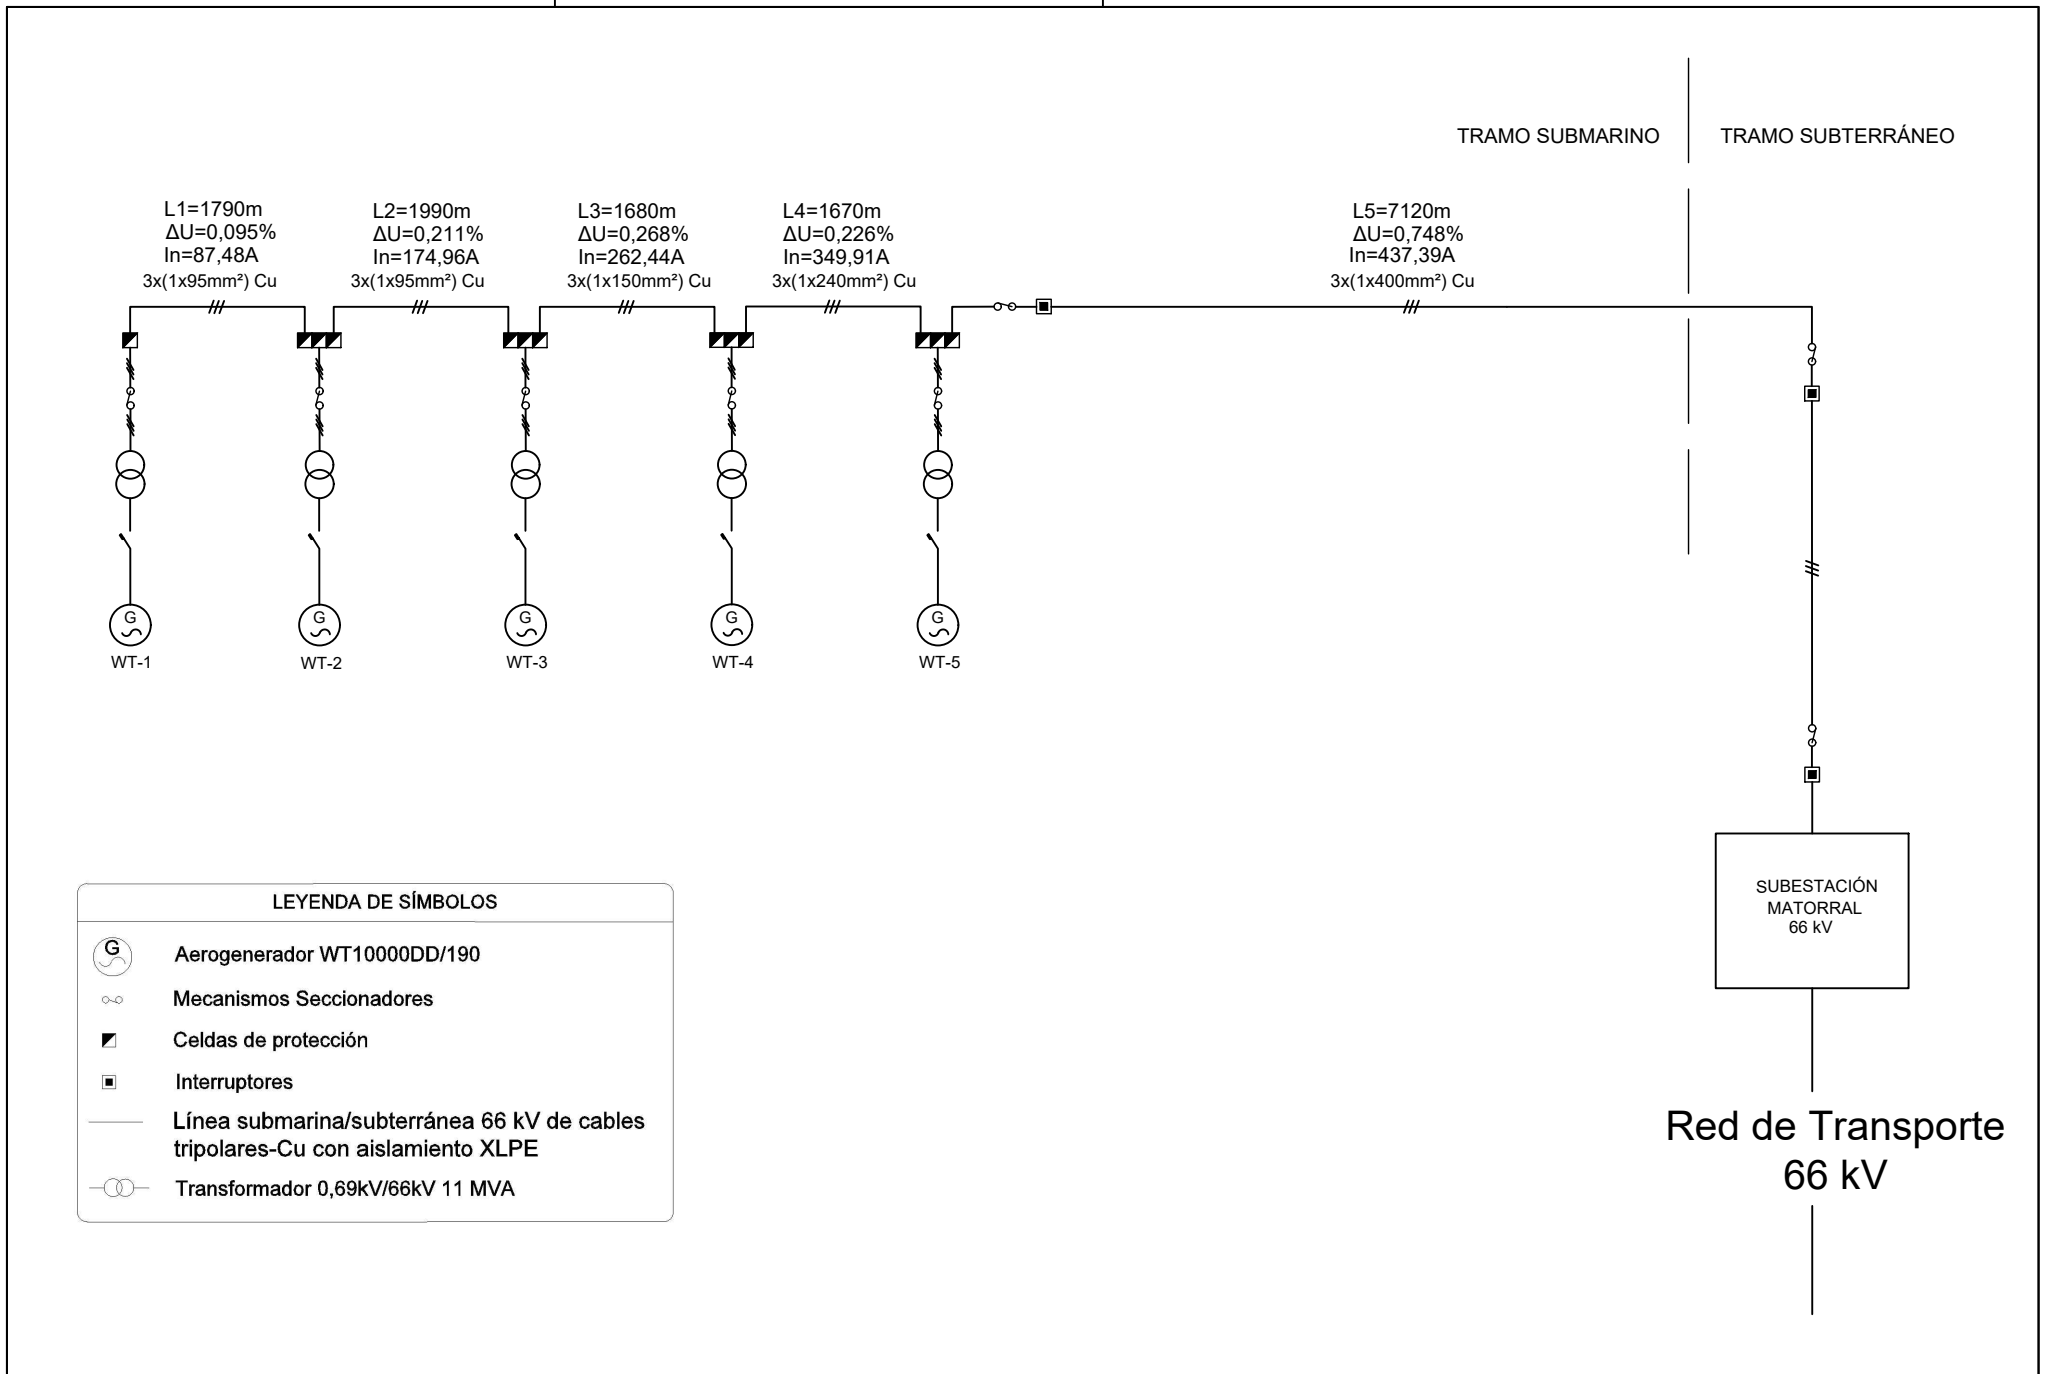 TRAMO SUBMARINO
TRAMO SUBTERRÁNEO
L1=1790m
ΔU=0,095%
In=87,48A
3x(1x95mm²) Cu
L2=1990m
ΔU=0,211%
In=174,96A
3x(1x95mm²) Cu
L3=1680m
ΔU=0,268%
In=262,44A
3x(1x150mm²) Cu
L4=1670m
ΔU=0,226%
In=349,91A
3x(1x240mm²) Cu
L5=7120m
ΔU=0,748%
In=437,39A
3x(1x400mm²) Cu
G
G
G
G
G
WT-1
WT-2
WT-3
WT-4
WT-5
SUBESTACIÓN
MATORRAL
66 kV
Red de Transporte
66 kV
LEYENDA DE SÍMBOLOS
G
Aerogenerador WT10000DD/190
Mecanismos Seccionadores
Celdas de protección
Interruptores
Línea submarina/subterránea 66 kV de cables
tripolares-Cu con aislamiento XLPE
Transformador 0,69kV/66kV 11 MVA